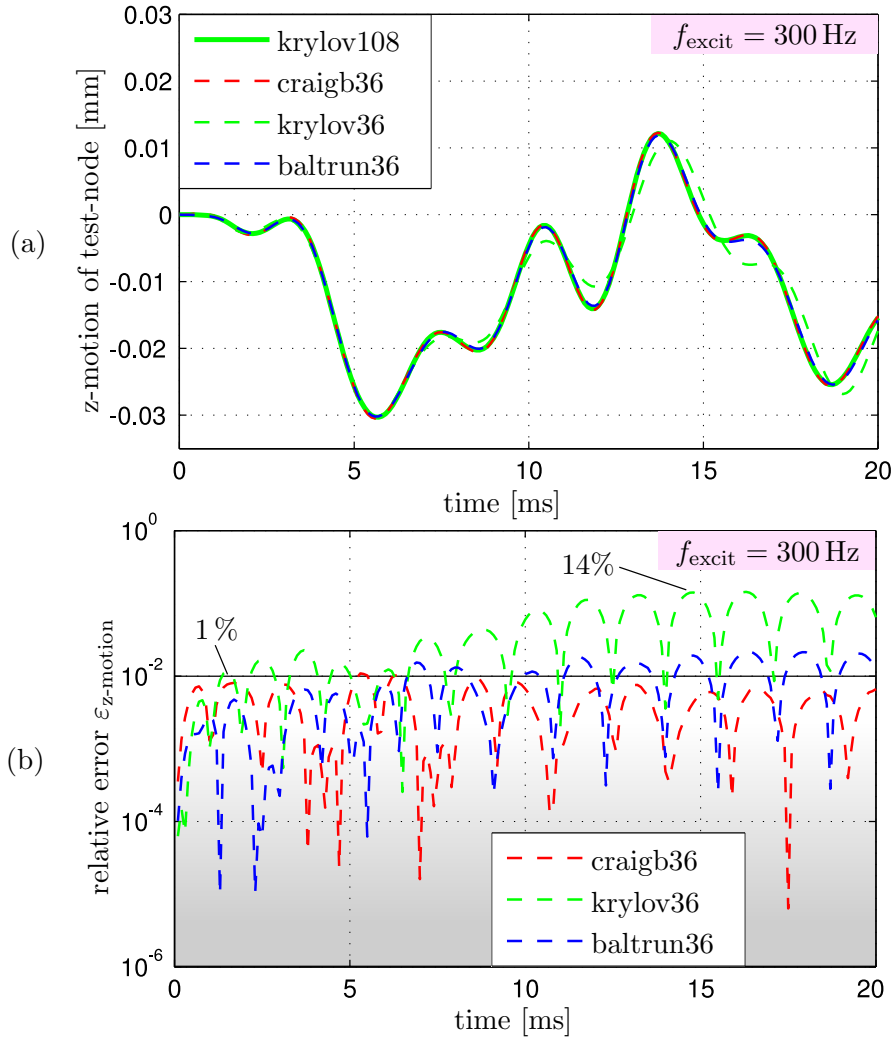 0.03
0.02
0.01
0
-0.01
-0.02
-0.03
z-motion of test-node [mm]
(a)
krylov108
craigb36
krylov36
baltrun36
f_excit = 300 Hz
0 5 10 15 20
time [ms]
10^0
10^-2
10^-4
10^-6
relative error ε_z-motion
(b)
f_excit = 300 Hz
14%
1 %
craigb36
krylov36
baltrun36
0 5 10 15 20
time [ms]